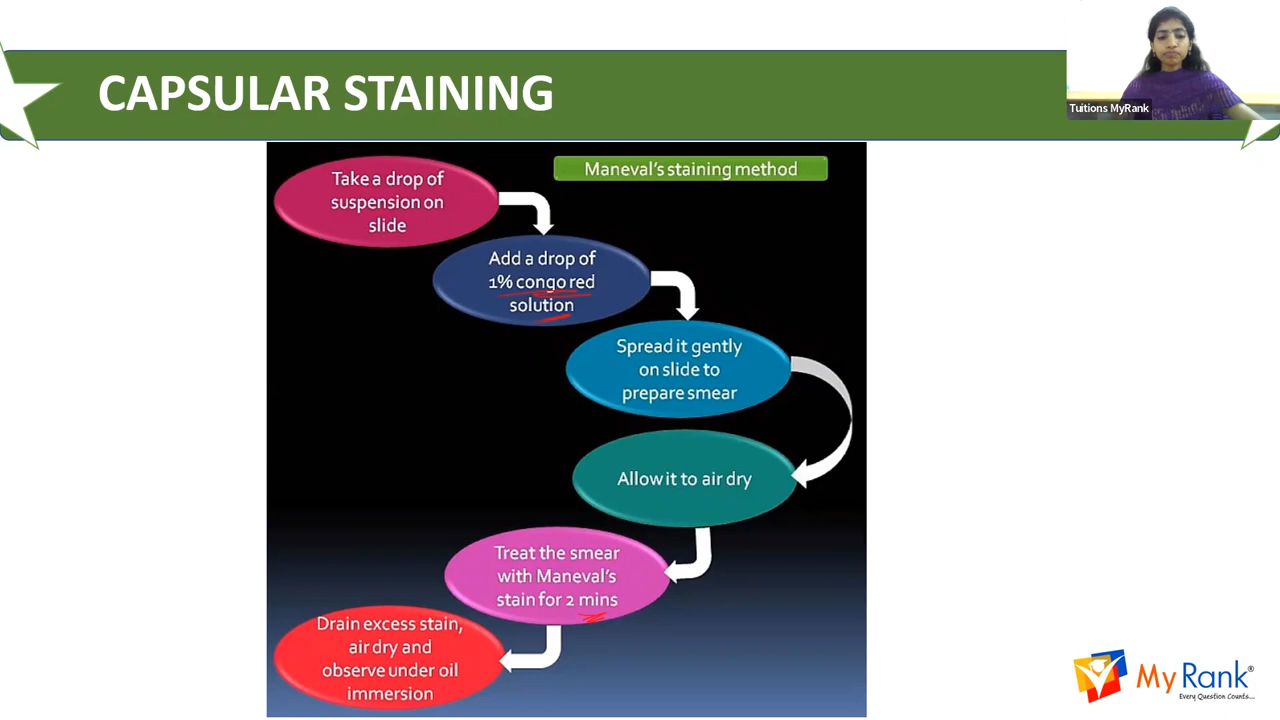 CAPSULAR STAINING
Tuitions MyRank
Maneval's staining method
Take a drop of
suspension on
slide
Add a drop of
1% congo red
solution
Spread it gently
on slide to
prepare smear
Allow it to air dry
Treat the smear
with Maneval's
stain for 2 mins
Drain excess stain,
air dry and
observe under oil
immersion
My Rank®
Every Question Counts...